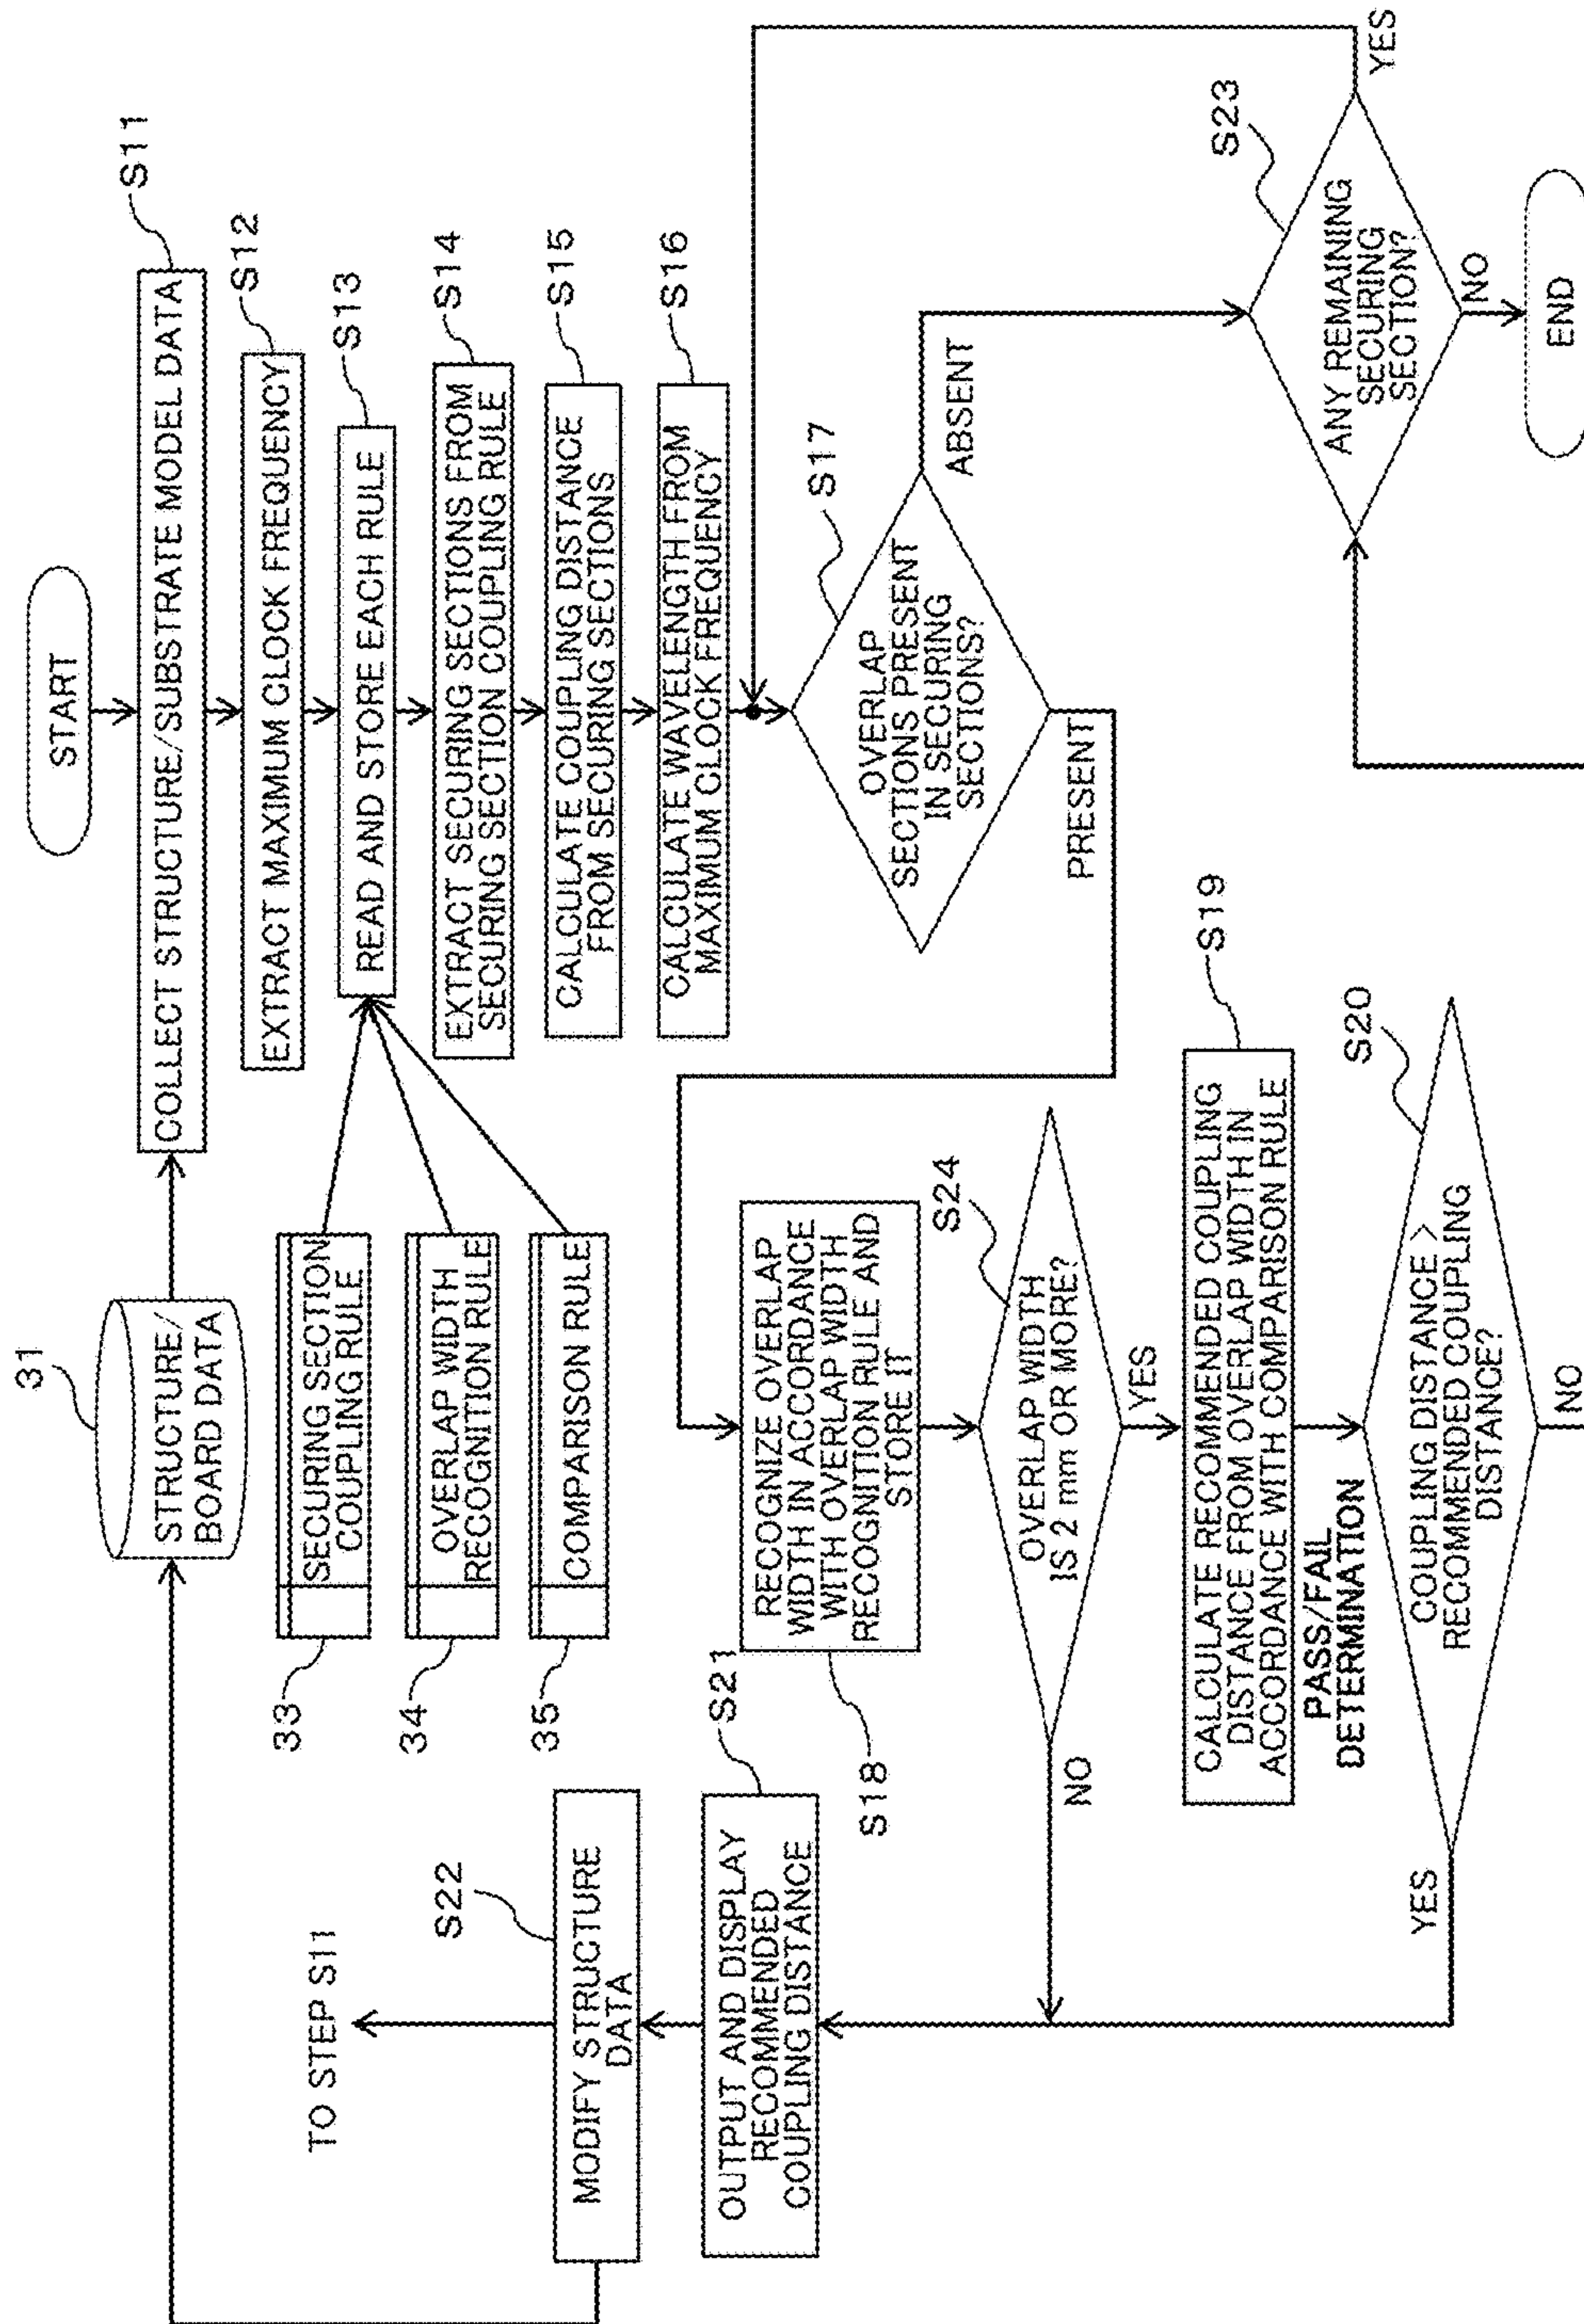 START
COLLECT STRUCTURE/SUBSTRATE MODEL DATA
S11
31
STRUCTURE/
BOARD DATA
EXTRACT MAXIMUM CLOCK FREQUENCY
S12
READ AND STORE EACH RULE
S13
33
SECURING SECTION
COUPLING RULE
34
OVERLAP WIDTH
RECOGNITION RULE
35
COMPARISON RULE
EXTRACT SECURING SECTIONS FROM
SECURING SECTION COUPLING RULE
S14
CALCULATE COUPLING DISTANCE
FROM SECURING SECTIONS
S15
CALCULATE WAVELENGTH FROM
MAXIMUM CLOCK FREQUENCY
S16
OVERLAP
SECTIONS PRESENT
IN SECURING
SECTIONS?
S17
ABSENT
PRESENT
RECOGNIZE OVERLAP
WIDTH IN ACCORDANCE
WITH OVERLAP WIDTH
RECOGNITION RULE AND
STORE IT
S18
OVERLAP WIDTH
IS 2 mm OR MORE?
S24
NO
YES
CALCULATE RECOMMENDED COUPLING
DISTANCE FROM OVERLAP WIDTH IN
ACCORDANCE WITH COMPARISON RULE
S19
PASS/FAIL
DETERMINATION
COUPLING DISTANCE >
RECOMMENDED COUPLING
DISTANCE?
S20
YES
NO
OUTPUT AND DISPLAY
RECOMMENDED
COUPLING DISTANCE
S21
MODIFY STRUCTURE
DATA
S22
TO STEP S11
ANY REMAINING
SECURING
SECTION?
S23
YES
NO
END